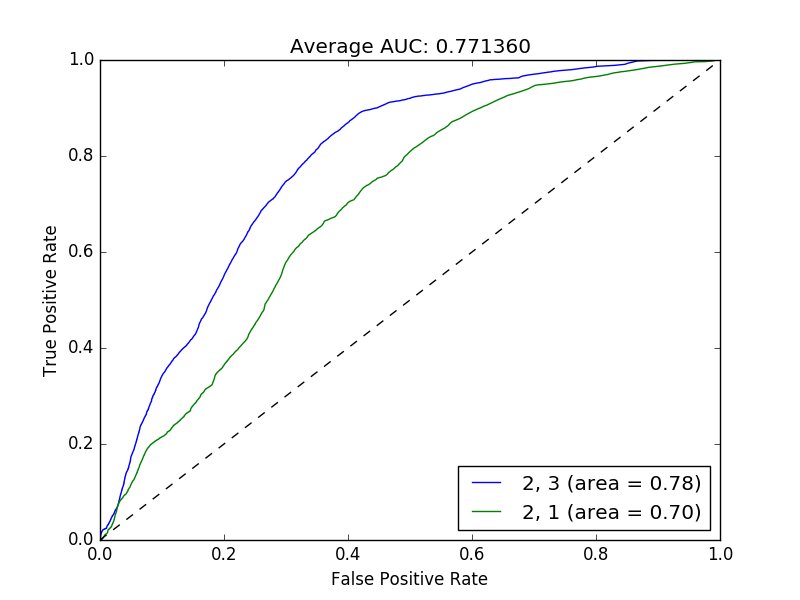 Average AUC: 0.771360
1.0
0.8
0.6
0.4
0.2
0.0
True Positive Rate
2, 3 (area = 0.78)
2, 1 (area = 0.70)
0.0 0.2 0.4 0.6 0.8 1.0
False Positive Rate